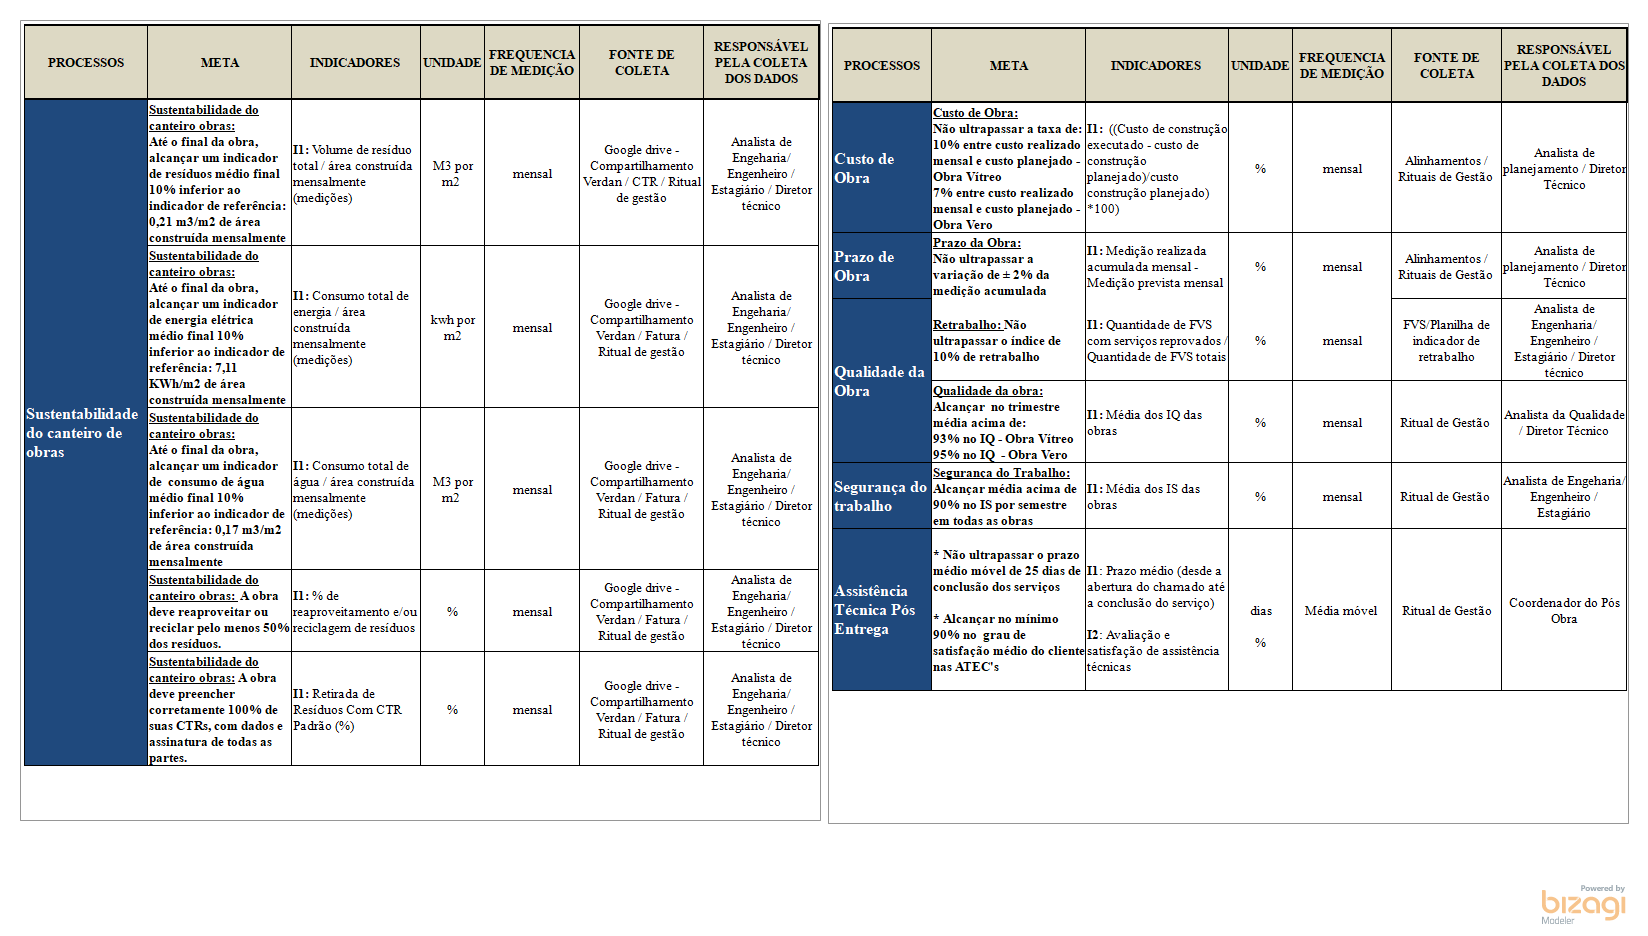 PROCESSOS
META
INDICADORES
UNIDADE
FREQUENCIA
DE MEDIÇÃO
FONTE DE
COLETA
RESPONSÁVEL
PELA COLETA
DOS DADOS
Sustentabilidade
do canteiro de
obras
Sustentabilidade do
canteiro obras:
Até o final da obra,
alcançar um indicador
de resíduos médio final
10% inferior ao
indicador de referência:
0,21 m3/m2 de área
construída mensalmente
I1: Volume de resíduo
total / área construída
mensalmente
(medições)
M3 por
m2
mensal
Google drive -
Compartilhamento
Verdan / CTR / Ritual
de gestão
Analista de
Engeharia/
Engenheiro /
Estagiário / Diretor
técnico
Sustentabilidade do
canteiro obras:
Até o final da obra,
alcançar um indicador
de energia elétrica
médio final 10%
inferior ao indicador de
referência: 7,11
KWh/m2 de área
construída mensalmente
I1: Consumo total de
energia / área
construída
mensalmente
(medições)
kwh por
m2
mensal
Google drive -
Compartilhamento
Verdan / Fatura /
Ritual de gestão
Analista de
Engeharia/
Engenheiro /
Estagiário / Diretor
técnico
Sustentabilidade do
canteiro obras:
Até o final da obra,
alcançar um indicador
de  consumo de água
médio final 10%
inferior ao indicador de
referência: 0,17 m3/m2
de área construída
mensalmente
I1: Consumo total de
água / área construída
mensalmente
(medições)
M3 por
m2
mensal
Google drive -
Compartilhamento
Verdan / Fatura /
Ritual de gestão
Analista de
Engeharia/
Engenheiro /
Estagiário / Diretor
técnico
Sustentabilidade do
canteiro obras:  A obra
deve reaproveitar ou
reciclar pelo menos 50%
dos resíduos.
I1: % de
reaproveitamento e/ou
reciclagem de resíduos
%
mensal
Google drive -
Compartilhamento
Verdan / Fatura /
Ritual de gestão
Analista de
Engeharia/
Engenheiro /
Estagiário / Diretor
técnico
Sustentabilidade do
canteiro obras: A obra
deve preencher
corretamente 100% de
suas CTRs, com dados e
assinatura de todas as
partes.
I1: Retirada de
Resíduos Com CTR
Padrão (%)
%
mensal
Google drive -
Compartilhamento
Verdan / Fatura /
Ritual de gestão
Analista de
Engeharia/
Engenheiro /
Estagiário / Diretor
técnico
PROCESSOS
META
INDICADORES
UNIDADE
FREQUENCIA
DE MEDIÇÃO
FONTE DE
COLETA
RESPONSÁVEL
PELA COLETA DOS
DADOS
Custo de
Obra
Custo de Obra:
Não ultrapassar a taxa de:
10% entre custo realizado
mensal e custo planejado -
Obra Vítreo
7% entre custo realizado
mensal e custo planejado -
Obra Vero
I1:  ((Custo de construção
executado - custo de
construção
planejado)/custo
construção planejado)
*100)
%
mensal
Alinhamentos /
Rituais de Gestão
Analista de
planejamento / Diretor
Técnico
Prazo de
Obra
Prazo da Obra:
Não ultrapassar a
variação de ± 2% da
medição acumulada
I1: Medição realizada
acumulada mensal -
Medição prevista mensal
%
mensal
Alinhamentos /
Rituais de Gestão
Analista de
planejamento / Diretor
Técnico
Qualidade da
Obra
Retrabalho: Não
ultrapassar o índice de
10% de retrabalho
I1: Quantidade de FVS
com serviços reprovados /
Quantidade de FVS totais
%
mensal
FVS/Planilha de
indicador de
retrabalho
Analista de
Engenharia/
Engenheiro /
Estagiário / Diretor
técnico
Qualidade da obra:
Alcançar  no trimestre
média acima de:
93% no IQ - Obra Vítreo
95% no IQ  - Obra Vero
I1: Média dos IQ das
obras
%
mensal
Ritual de Gestão
Analista da Qualidade
/ Diretor Técnico
Segurança do
trabalho
Segurança do Trabalho:
Alcançar média acima de
90% no IS por semestre
em todas as obras
I1: Média dos IS das
obras
%
mensal
Ritual de Gestão
Analista de Engeharia/
Engenheiro /
Estagiário
Assistência
Técnica Pós
Entrega
* Não ultrapassar o prazo
médio móvel de 25 dias de
conclusão dos serviços
* Alcançar no mínimo
90% no  grau de
satisfação médio do cliente
nas ATEC's
I1: Prazo médio (desde a
abertura do chamado até
a conclusão do serviço)
I2: Avaliação e
satisfação de assistência
técnicas
dias
%
Média móvel
Ritual de Gestão
Coordenador do Pós
Obra
Powered by
bizagi
Modeler